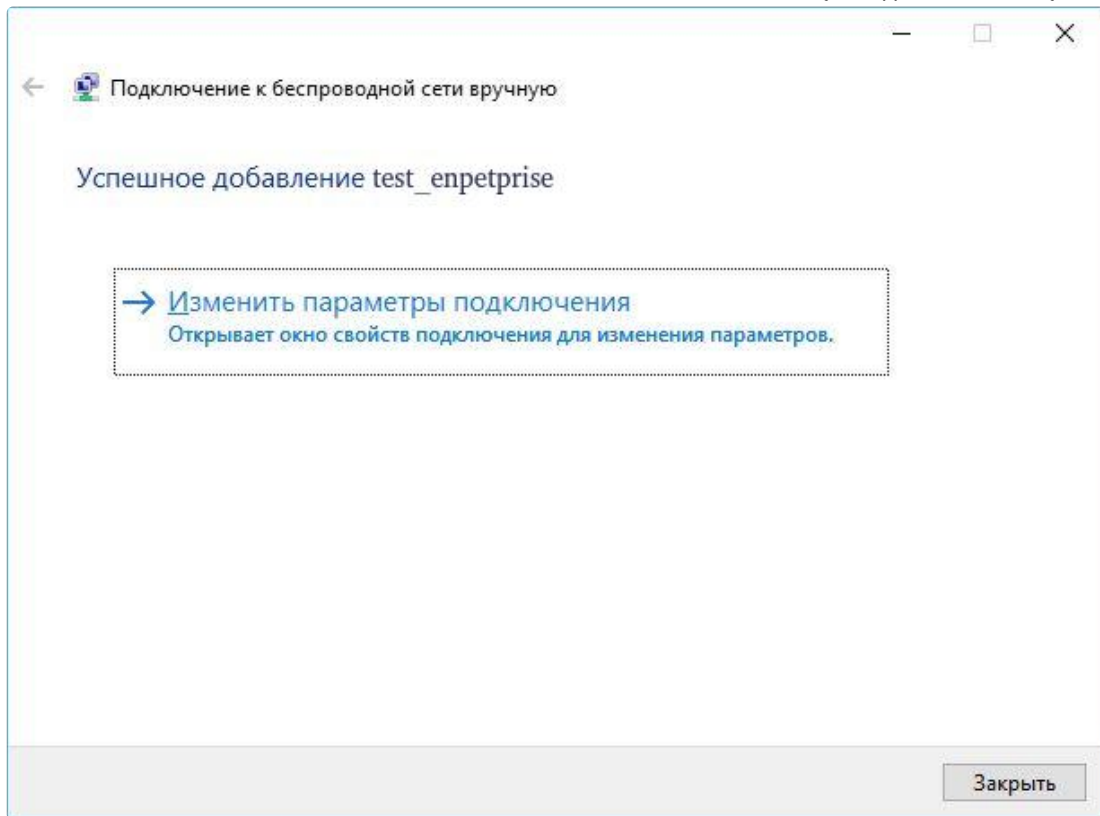 Подключение к беспроводной сети вручную
Успешное добавление test_enpetprise
Изменить параметры подключения
Открывает окно свойств подключения для изменения параметров.
Закрыть